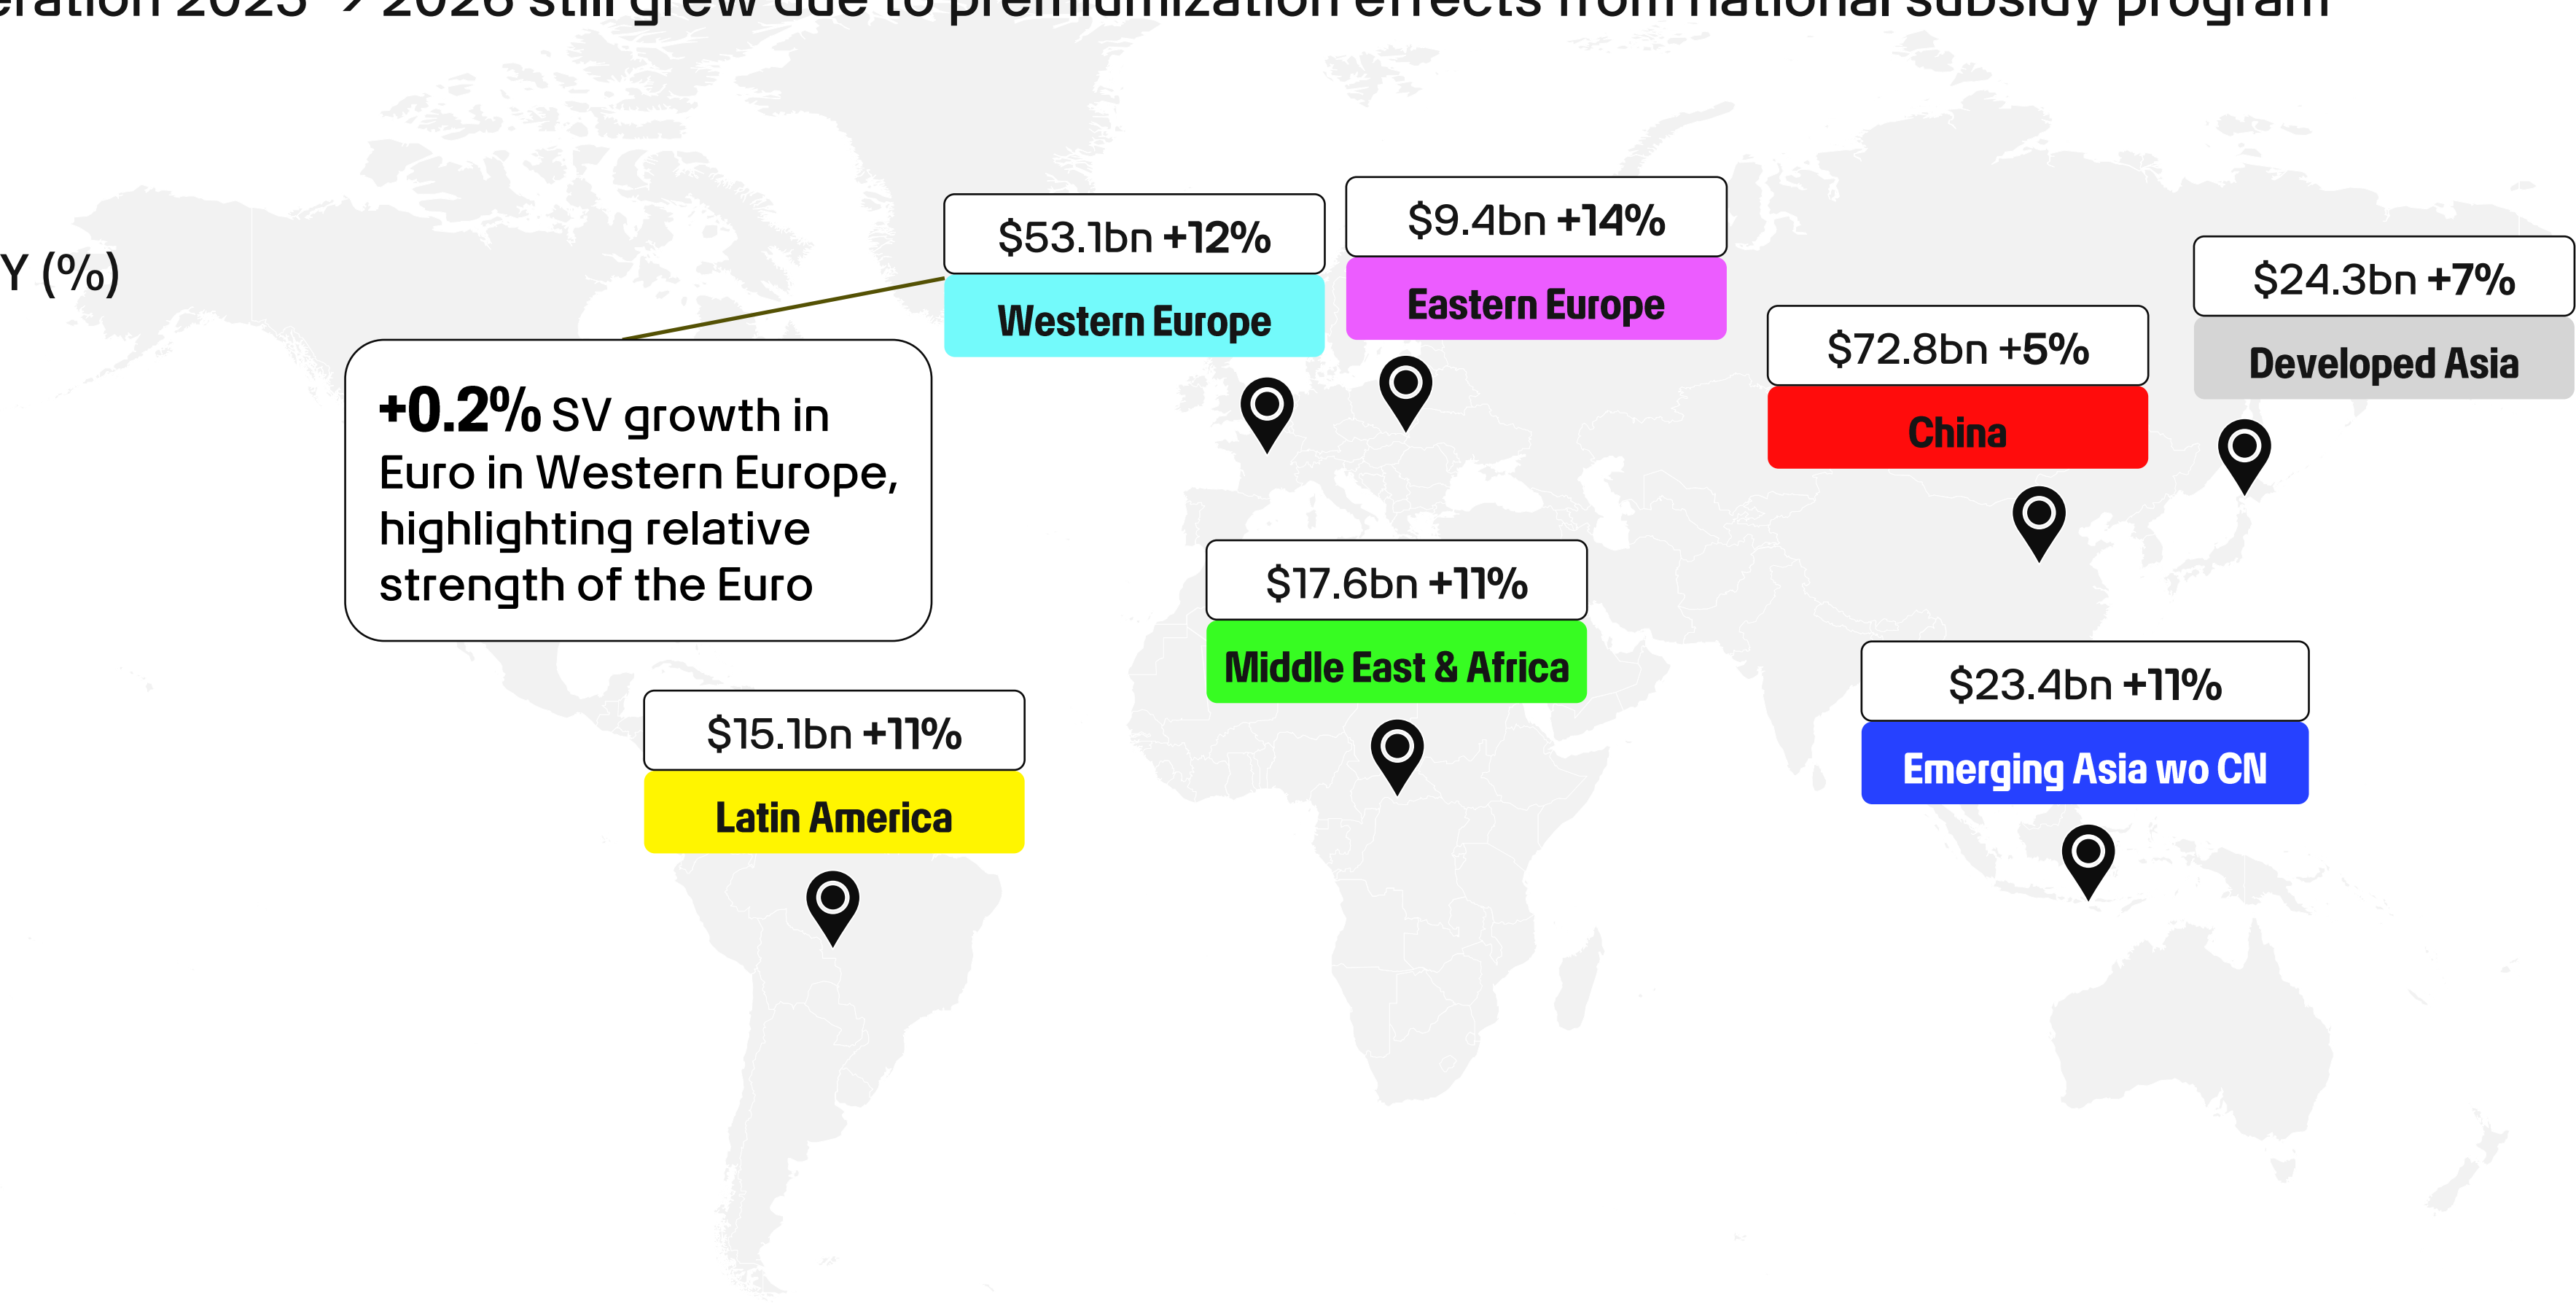 2026 still grew due to premiumization effects from national subsidy program
Y (%)
$53.1bn +12%
Western Europe
$9.4bn +14%
Eastern Europe
$24.3bn +7%
Developed Asia
$72.8bn +5%
China
+0.2% SV growth in
Euro in Western Europe,
highlighting relative
strength of the Euro
$17.6bn +11%
Middle East & Africa
$23.4bn +11%
Emerging Asia wo CN
$15.1bn +11%
Latin America